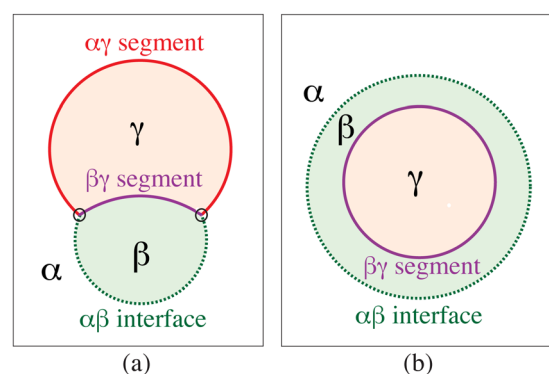 αγ segment
γ
βγ segment
α
β
αβ interface
(a)
α
β
γ
βγ segment
αβ interface
(b)